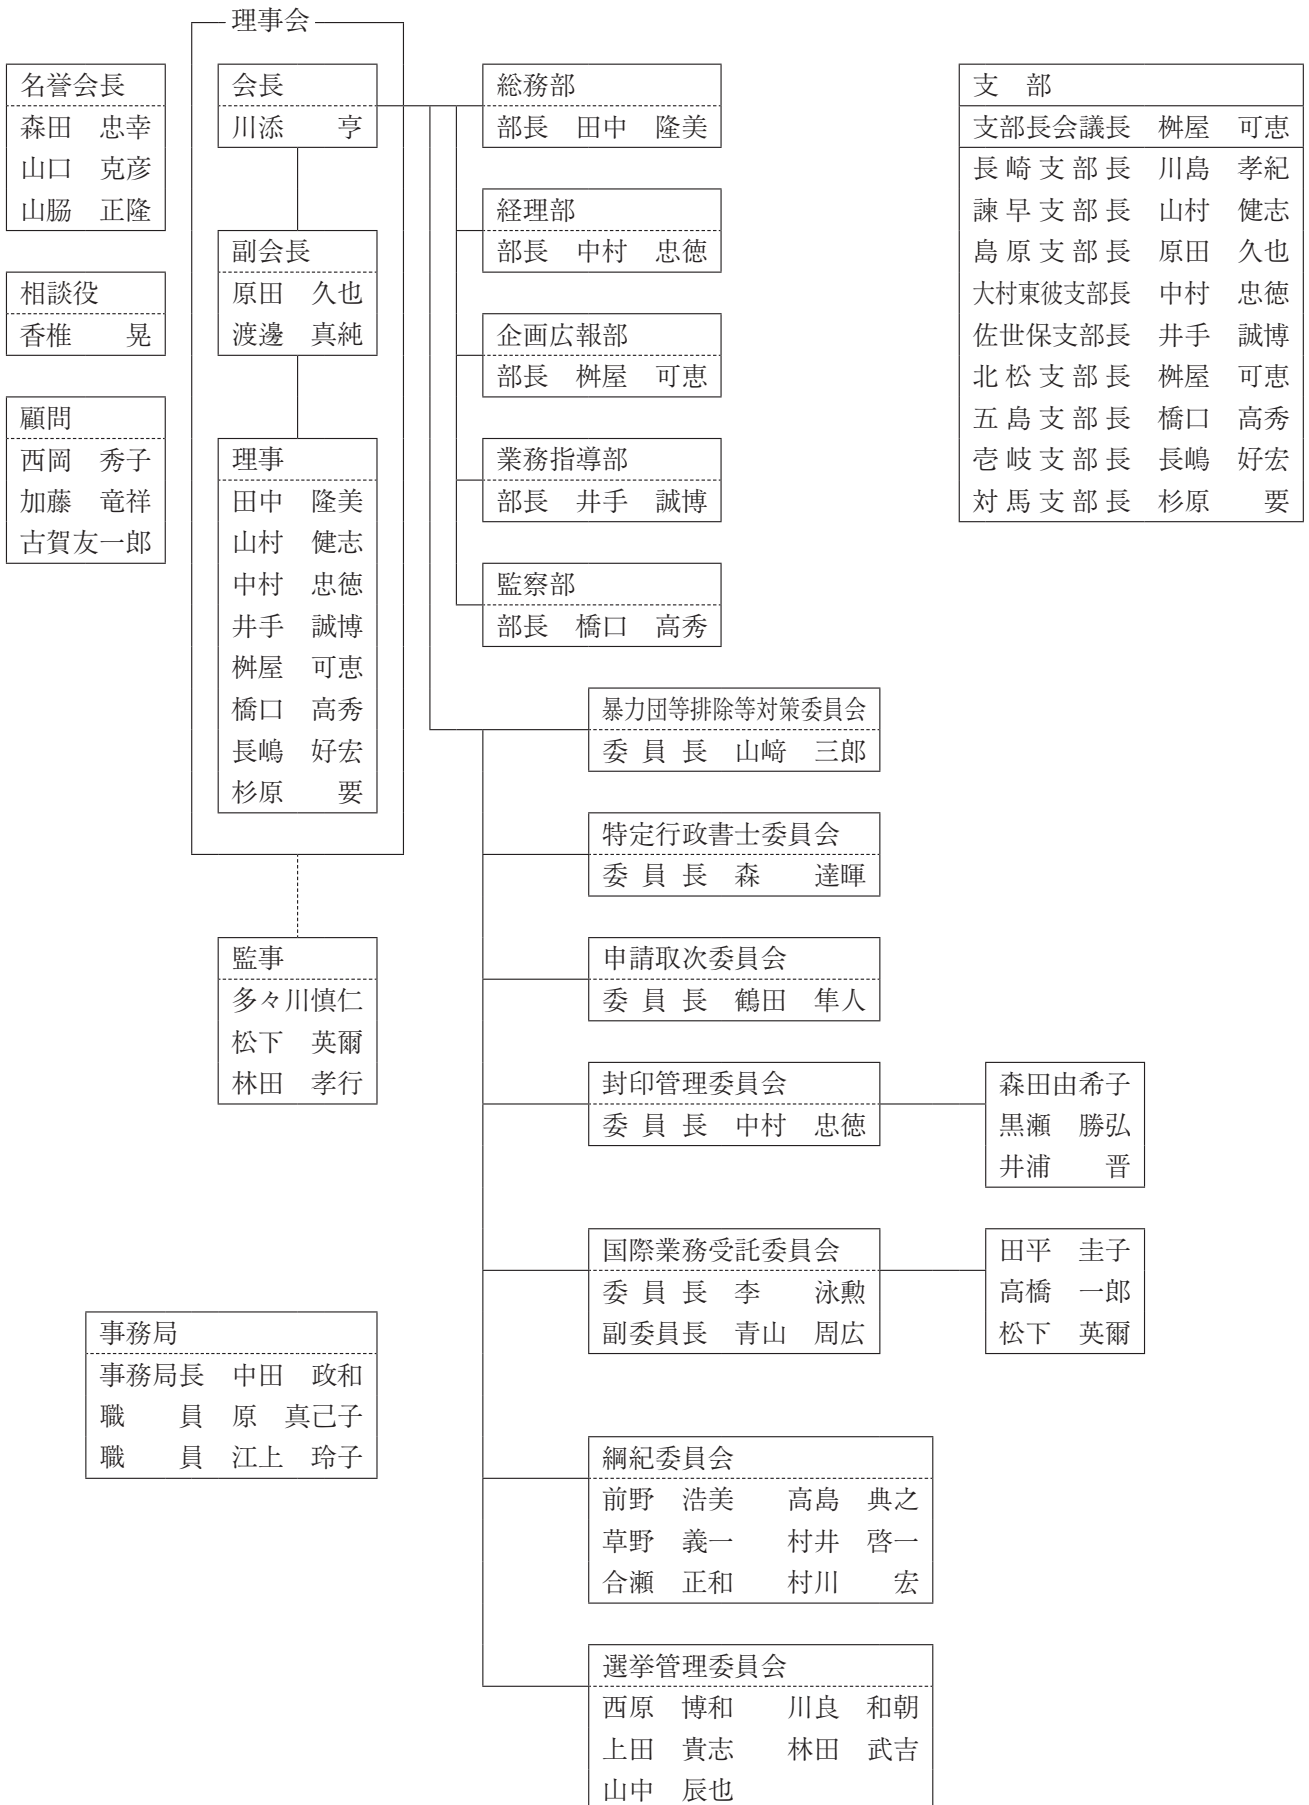 理事会
名誉会長
森田　忠幸
山口　克彦
山脇　正隆
相談役
香椎　　晃
顧問
西岡　秀子
加藤　竜祥
古賀友一郎
会長
川添　　亨
副会長
原田　久也
渡邊　真純
理事
田中　隆美
山村　健志
中村　忠徳
井手　誠博
桝屋　可恵
橋口　高秀
長嶋　好宏
杉原　　要
監事
多々川慎仁
松下　英爾
林田　孝行
事務局
事務局長　中田　政和
職　　員　原　真己子
職　　員　江上　玲子
総務部
部長　田中　隆美
経理部
部長　中村　忠徳
企画広報部
部長　桝屋　可恵
業務指導部
部長　井手　誠博
監察部
部長　橋口　高秀
暴力団等排除等対策委員会
委 員 長　山﨑　三郎
特定行政書士委員会
委 員 長　森　　達暉
申請取次委員会
委 員 長　鶴田　隼人
封印管理委員会
委 員 長　中村　忠徳
森田由希子
黒瀬　勝弘
井浦　　晋
国際業務受託委員会
委 員 長　李　　泳勲
副委員長　青山　周広
田平　圭子
高橋　一郎
松下　英爾
綱紀委員会
前野　浩美　　高島　典之
草野　義一　　村井　啓一
合瀬　正和　　村川　　宏
選挙管理委員会
西原　博和　　川良　和朝
上田　貴志　　林田　武吉
山中　辰也
支　部
支部長会議長　桝屋　可恵
長 崎 支 部 長　川島　孝紀
諫 早 支 部 長　山村　健志
島 原 支 部 長　原田　久也
大村東彼支部長　中村　忠徳
佐世保支部長　井手　誠博
北 松 支 部 長　桝屋　可恵
五 島 支 部 長　橋口　高秀
壱 岐 支 部 長　長嶋　好宏
対 馬 支 部 長　杉原　　要